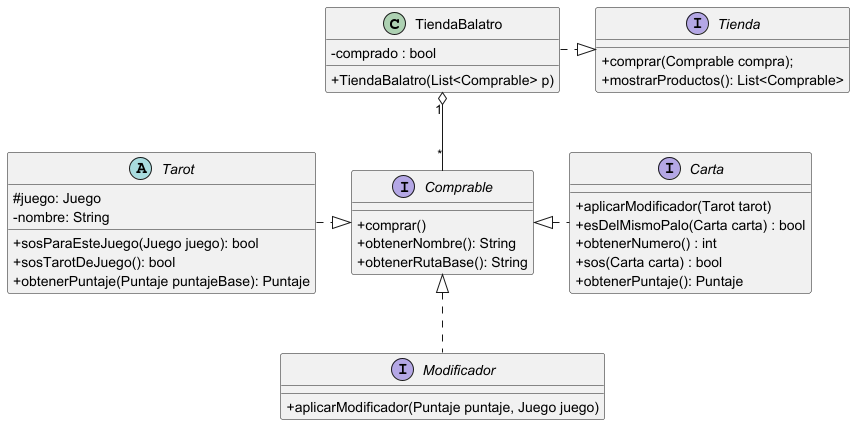 C TiendaBalatro
-comprado : bool
+TiendaBalatro(List<Comprable> p)
I Tienda
+comprar(Comprable compra);
+mostrarProductos(): List<Comprable>
1
*
A Tarot
#juego: Juego
-nombre: String
+sosParaEsteJuego(Juego juego): bool
+sosTarotDeJuego(): bool
+obtenerPuntaje(Puntaje puntajeBase): Puntaje
I Comprable
+comprar()
+obtenerNombre(): String
+obtenerRutaBase(): String
I Carta
+aplicarModificador(Tarot tarot)
+esDelMismoPalo(Carta carta) : bool
+obtenerNumero() : int
+sos(Carta carta) : bool
+obtenerPuntaje(): Puntaje
I Modificador
+aplicarModificador(Puntaje puntaje, Juego juego)